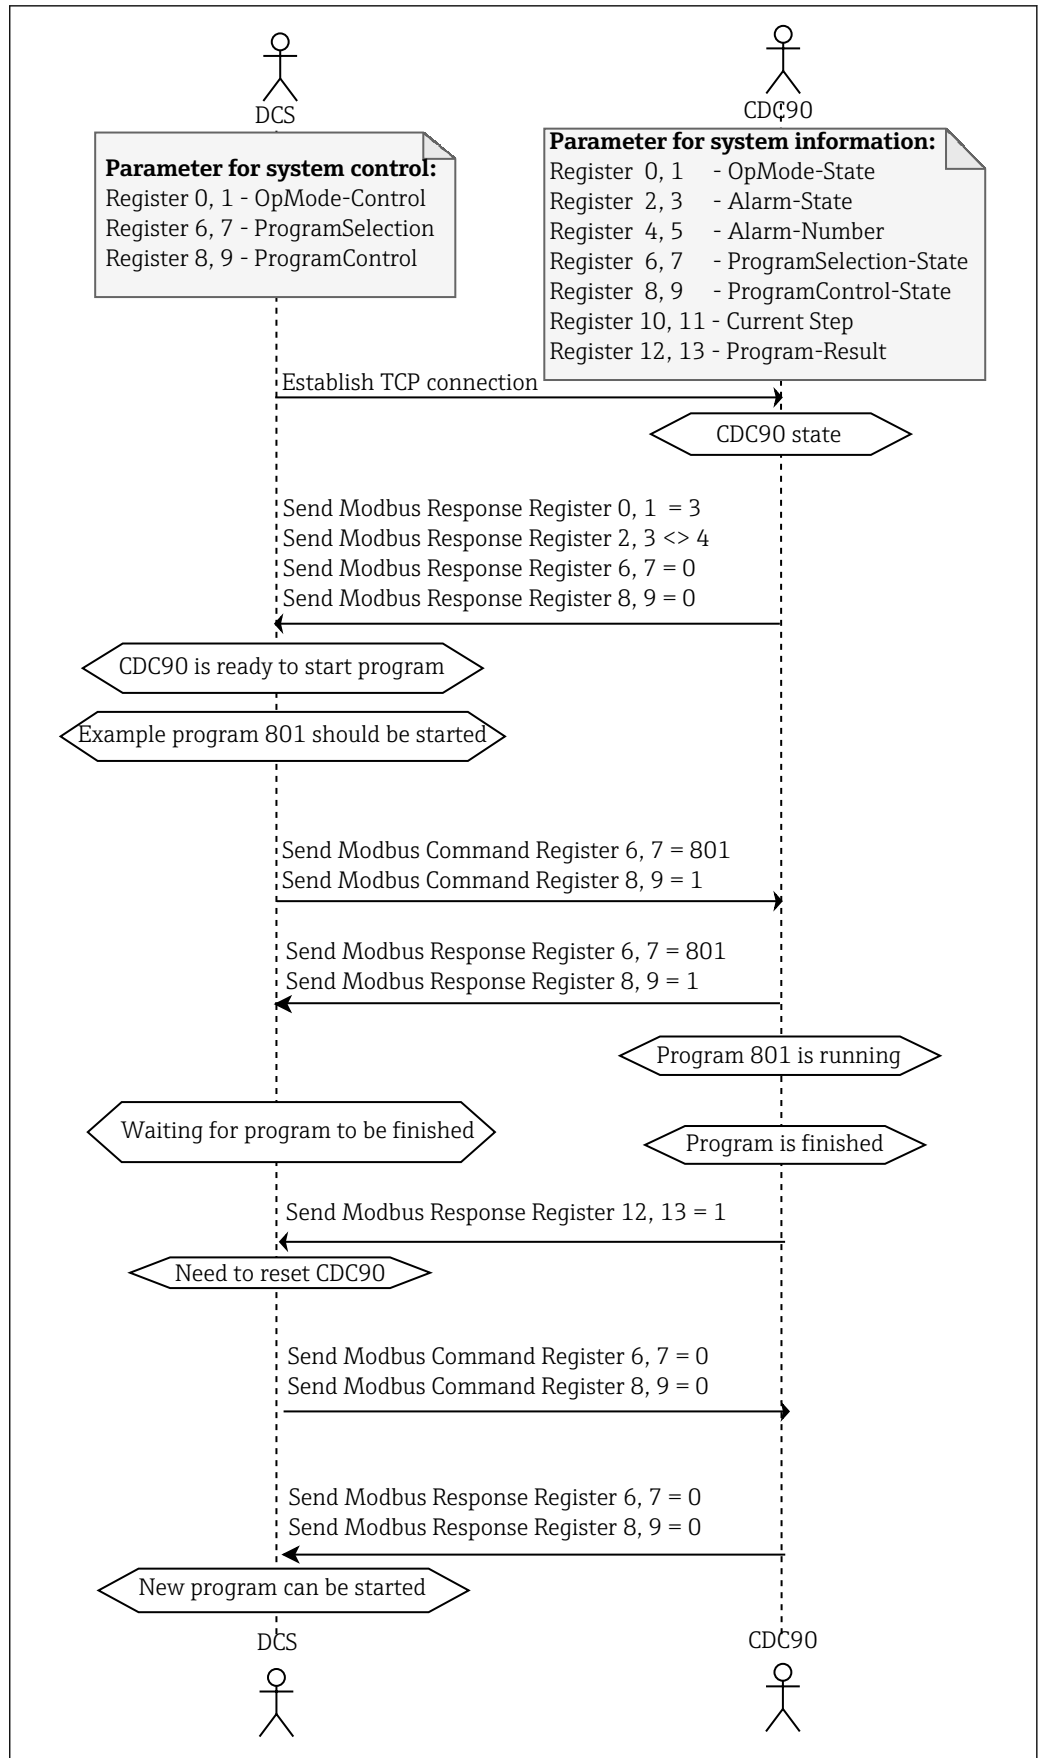 DCS
CDC90
Parameter for system control:
Register 0, 1 - OpMode-Control
Register 6, 7 - ProgramSelection
Register 8, 9 - ProgramControl
Parameter for system information:
Register 0, 1 - OpMode-State
Register 2, 3 - Alarm-State
Register 4, 5 - Alarm-Number
Register 6, 7 - ProgramSelection-State
Register 8, 9 - ProgramControl-State
Register 10, 11 - Current Step
Register 12, 13 - Program-Result
Establish TCP connection
CDC90 state
Send Modbus Response Register 0, 1 = 3
Send Modbus Response Register 2, 3 <> 4
Send Modbus Response Register 6, 7 = 0
Send Modbus Response Register 8, 9 = 0
CDC90 is ready to start program
Example program 801 should be started
Send Modbus Command Register 6, 7 = 801
Send Modbus Command Register 8, 9 = 1
Send Modbus Response Register 6, 7 = 801
Send Modbus Response Register 8, 9 = 1
Program 801 is running
Waiting for program to be finished
Program is finished
Send Modbus Response Register 12, 13 = 1
Need to reset CDC90
Send Modbus Command Register 6, 7 = 0
Send Modbus Command Register 8, 9 = 0
Send Modbus Response Register 6, 7 = 0
Send Modbus Response Register 8, 9 = 0
New program can be started
DCS
CDC90